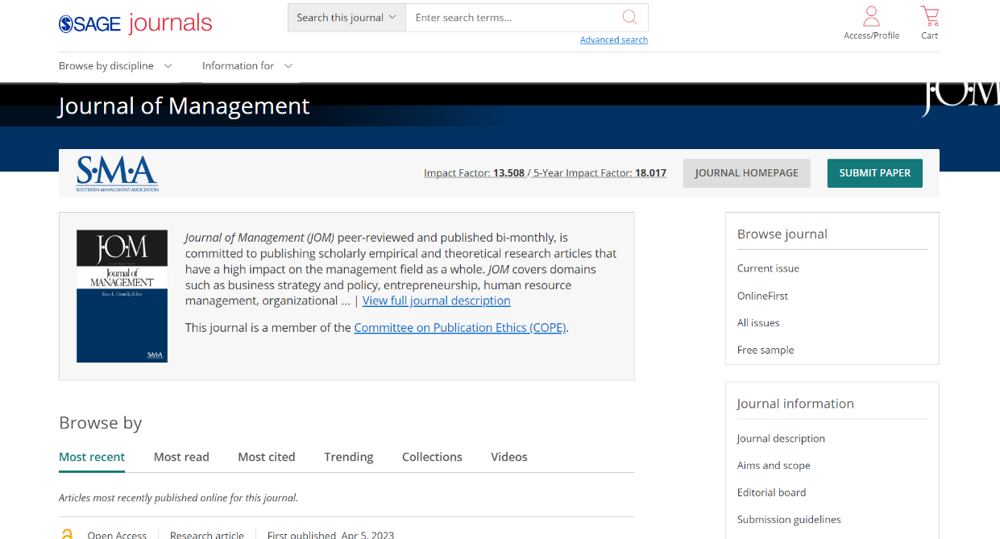 SAGE journals
Search this journal
Enter search terms...
Advanced search
Access/Profile
Cart
Browse by discipline
Information for
Journal of Management
JOM
S·M·A
SOUTHERN MANAGEMENT ASSOCIATION
Impact Factor: 13.508 / 5-Year Impact Factor: 18.017
JOURNAL HOMEPAGE
SUBMIT PAPER
J·O·M
Journal of
MANAGEMENT
Brian L. Connelly, Editor
S·M·A
Journal of Management (JOM) peer-reviewed and published bi-monthly, is
committed to publishing scholarly empirical and theoretical research articles that
have a high impact on the management field as a whole. JOM covers domains
such as business strategy and policy, entrepreneurship, human resource
management, organizational ... | View full journal description
This journal is a member of the Committee on Publication Ethics (COPE).
Browse journal
Current issue
OnlineFirst
All issues
Free sample
Journal information
Journal description
Aims and scope
Editorial board
Submission guidelines
Browse by
Most recent
Most read
Most cited
Trending
Collections
Videos
Articles most recently published online for this journal.
Open Access
Research article
First published Apr 5, 2023